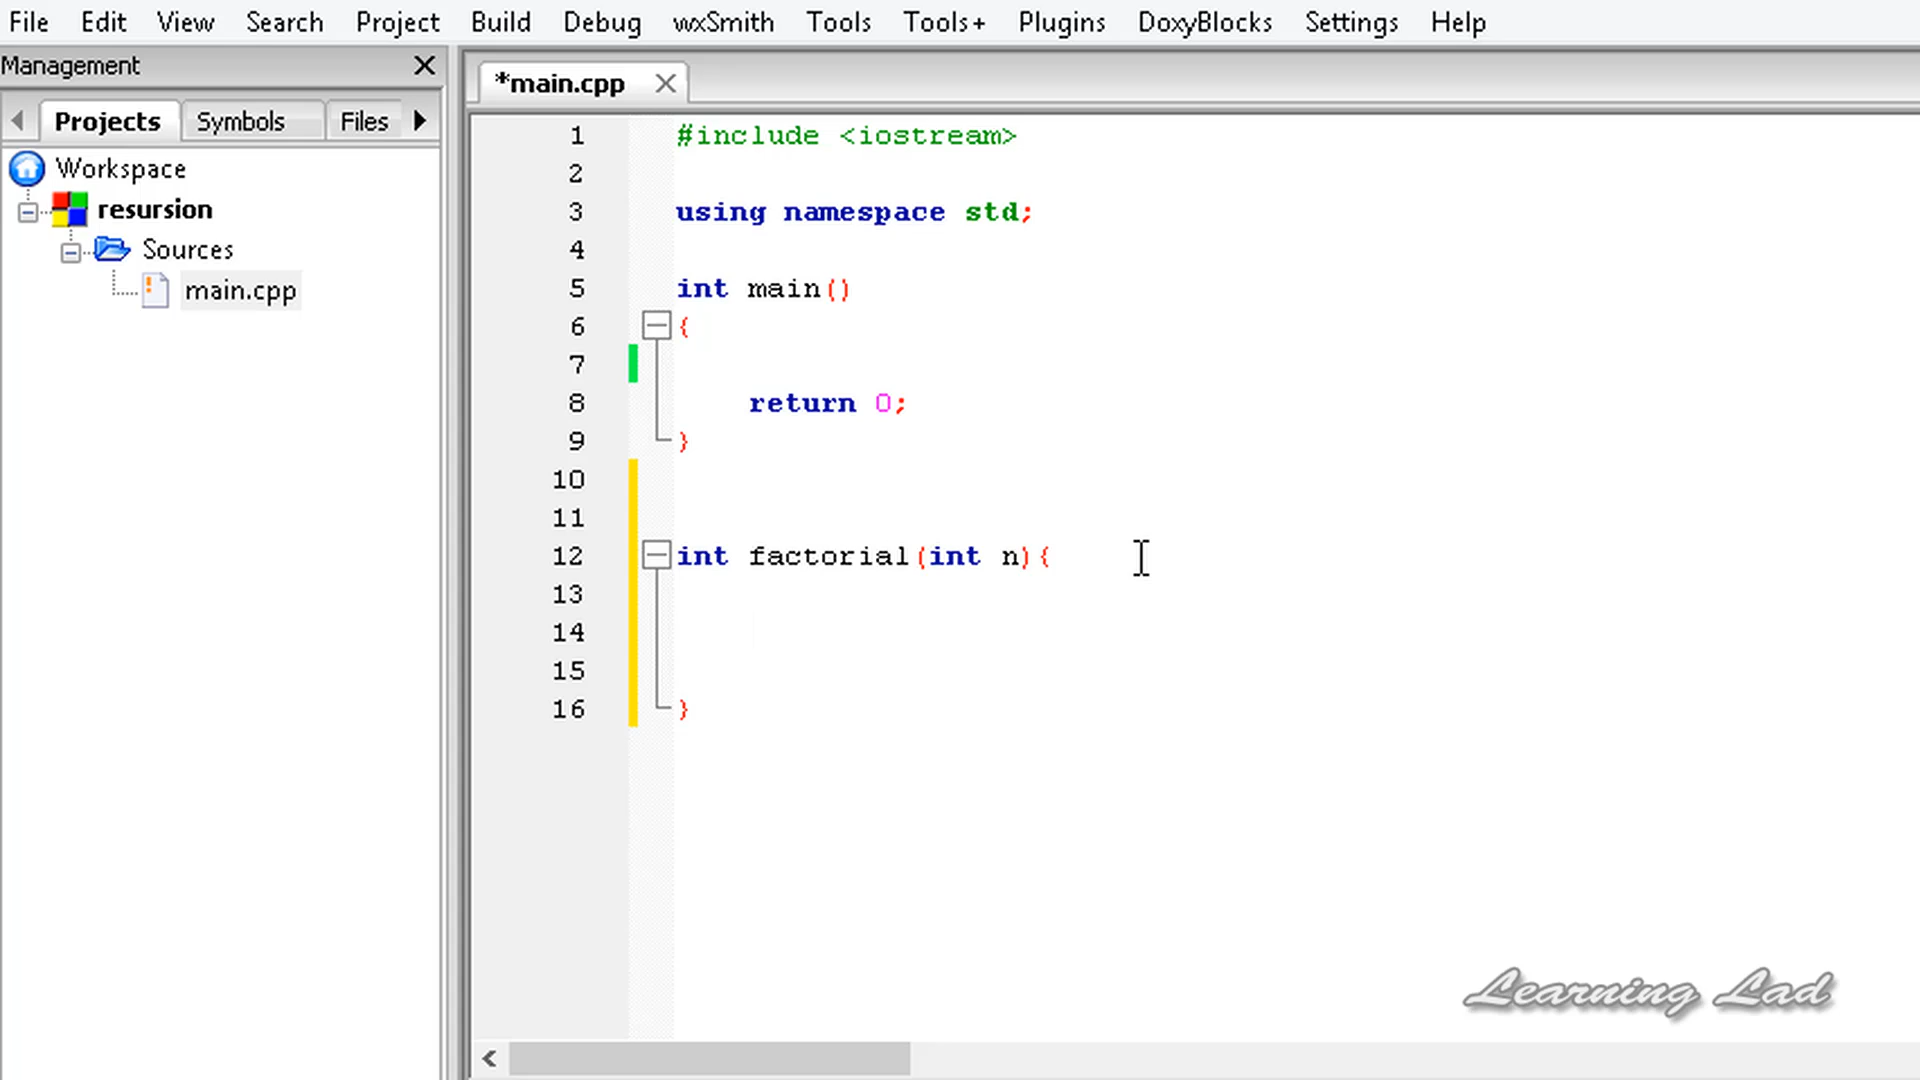 File Edit View Search Project Build Debug wxSmith Tools Tools+ Plugins DoxyBlocks Settings Help
Management
Projects Symbols Files
Workspace
resursion
Sources
main.cpp
*main.cpp
1 #include <iostream>
2
3 using namespace std;
4
5 int main()
6 {
7
8 return 0;
9 }
10
11
12 int factorial(int n){
13
14
15
16 }
Learning Lad